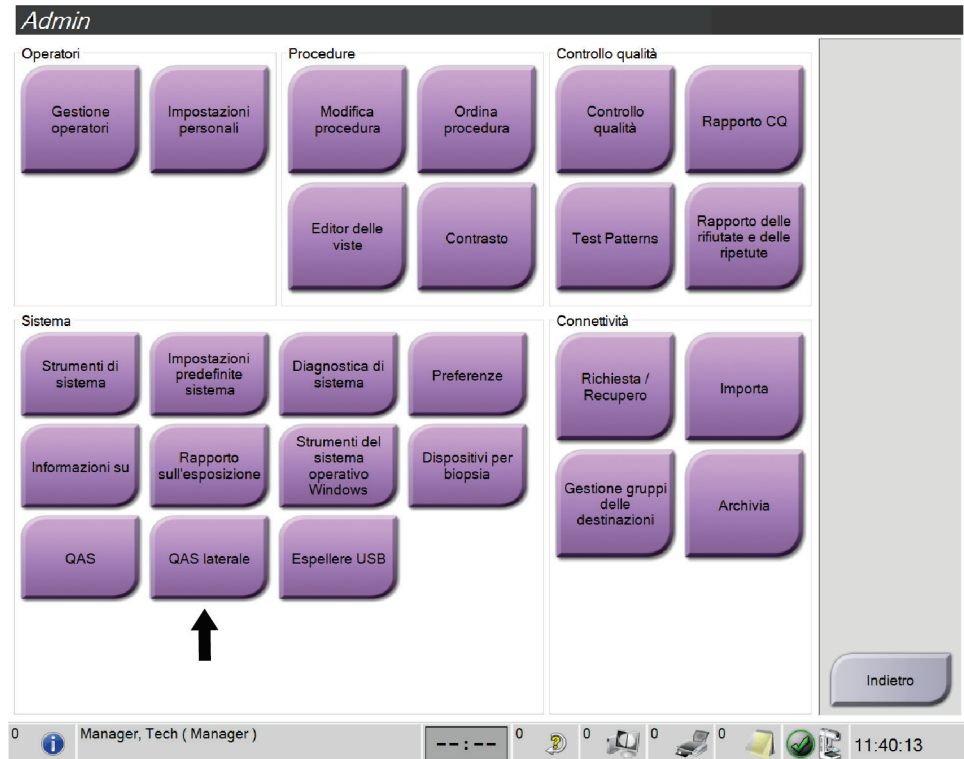 Admin
Operatori
Gestione
operatori
Impostazioni
personali
Procedure
Modifica
procedura
Ordina
procedura
Editor delle
viste
Contrasto
Controllo qualità
Controllo
qualità
Rapporto CQ
Test Patterns
Rapporto delle
rifiutate e delle
ripetute
Sistema
Strumenti di
sistema
Impostazioni
predefinite
sistema
Diagnostica di
sistema
Preferenze
Informazioni su
Rapporto
sull'esposizione
Strumenti del
sistema
operativo
Windows
Dispositivi per
biopsia
QAS
QAS laterale
Espellere USB
Connettività
Richiesta /
Recupero
Importa
Gestione gruppi
delle
destinazioni
Archivia
Indietro
0 Manager, Tech ( Manager ) --:-- 0 0 0 0 11:40:13